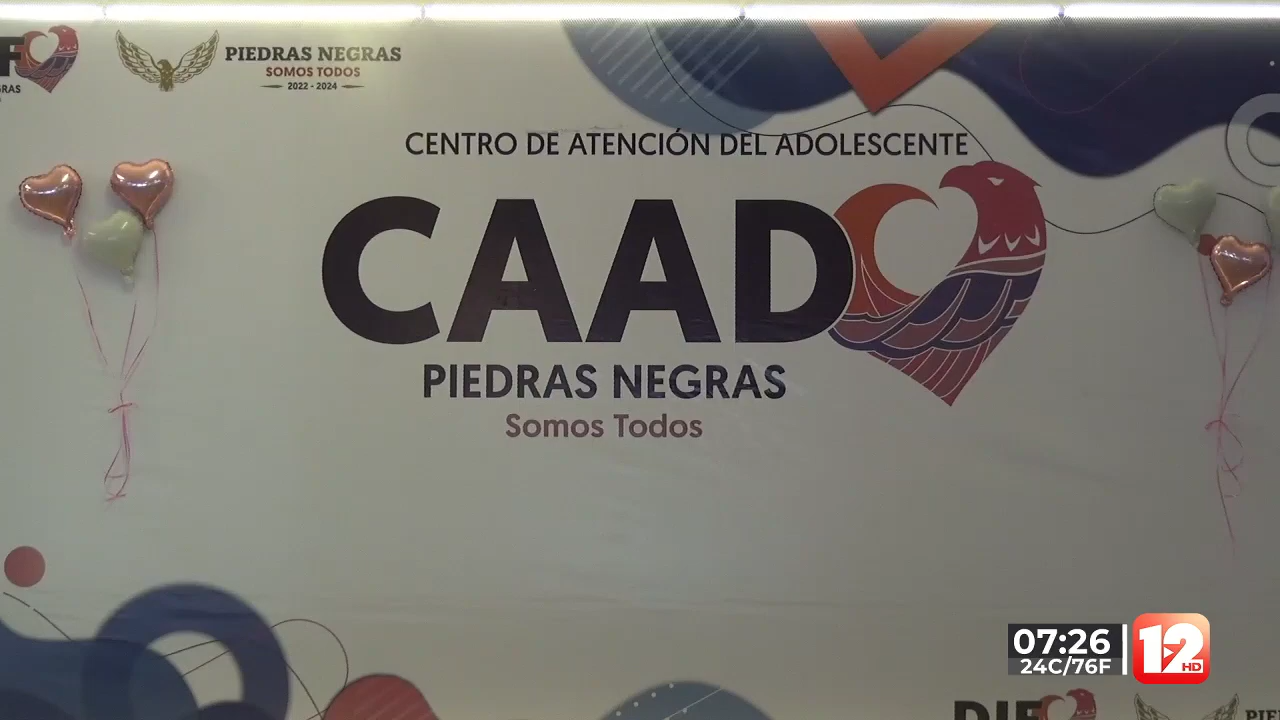 PIEDRAS NEGRAS
SOMOS TODOS
2022 - 2024
CENTRO DE ATENCIÓN DEL ADOLESCENTE
CAAD
PIEDRAS NEGRAS
Somos Todos
07:26
24C/76F
12
HD
DIF